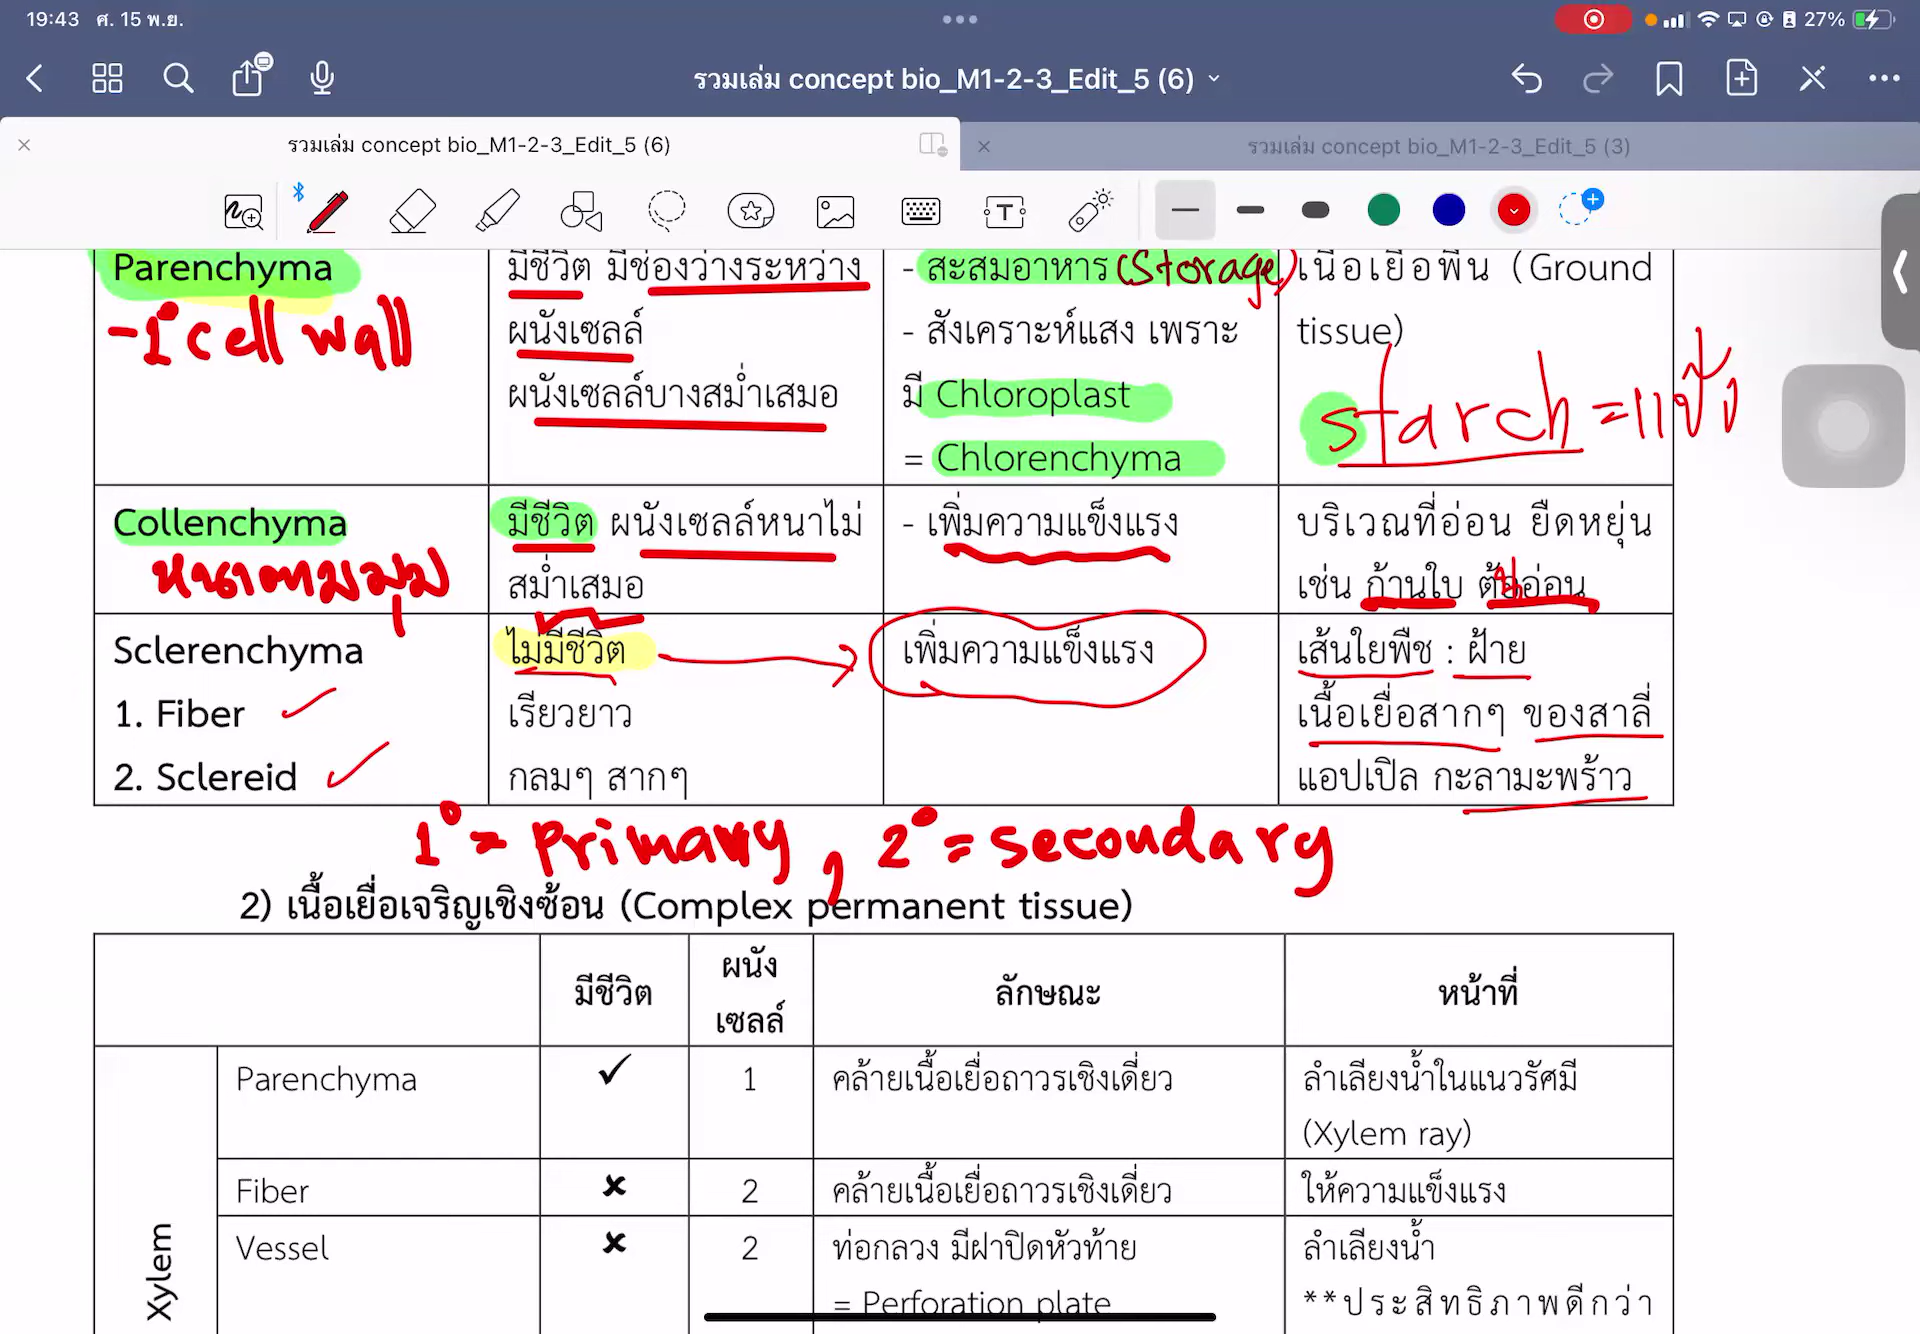 19:43 ศ. 15 พ.ย.
27%
รวมเล่ม concept bio_M1-2-3_Edit_5 (6)
รวมเล่ม concept bio_M1-2-3_Edit_5 (6)
รวมเล่ม concept bio_M1-2-3_Edit_5 (3)
Parenchyma
-1° cell wall
มีชีวิต มีช่องว่างระหว่าง
ผนังเซลล์
ผนังเซลล์บางสม่ำเสมอ
- สะสมอาหาร (Storage)
- สังเคราะห์แสง เพราะ
มี Chloroplast
= Chlorenchyma
เนื้อเยื่อพื้น (Ground
tissue)
starch = แป้ง
Collenchyma
หนาตามมุม
มีชีวิต ผนังเซลล์หนาไม่
สม่ำเสมอ
- เพิ่มความแข็งแรง
บริเวณที่อ่อน ยืดหยุ่น
เช่น ก้านใบ ต้นอ่อน
Sclerenchyma
1. Fiber
2. Sclereid
ไม่มีชีวิต
เรียวยาว
กลมๆ สากๆ
เพิ่มความแข็งแรง
เส้นใยพืช : ฝ้าย
เนื้อเยื่อสากๆ ของสาลี่
แอปเปิล กะลามะพร้าว
1° = Primary, 2° = secondary
2) เนื้อเยื่อเจริญเชิงซ้อน (Complex permanent tissue)
มีชีวิต
ผนัง
เซลล์
ลักษณะ
หน้าที่
Xylem
Parenchyma
✓
1
คล้ายเนื้อเยื่อถาวรเชิงเดี่ยว
ลำเลียงน้ำในแนวรัศมี
(Xylem ray)
Fiber
✗
2
คล้ายเนื้อเยื่อถาวรเชิงเดี่ยว
ให้ความแข็งแรง
Vessel
✗
2
ท่อกลวง มีฝาปิดหัวท้าย
= Perforation plate
ลำเลียงน้ำ
**ประสิทธิภาพดีกว่า